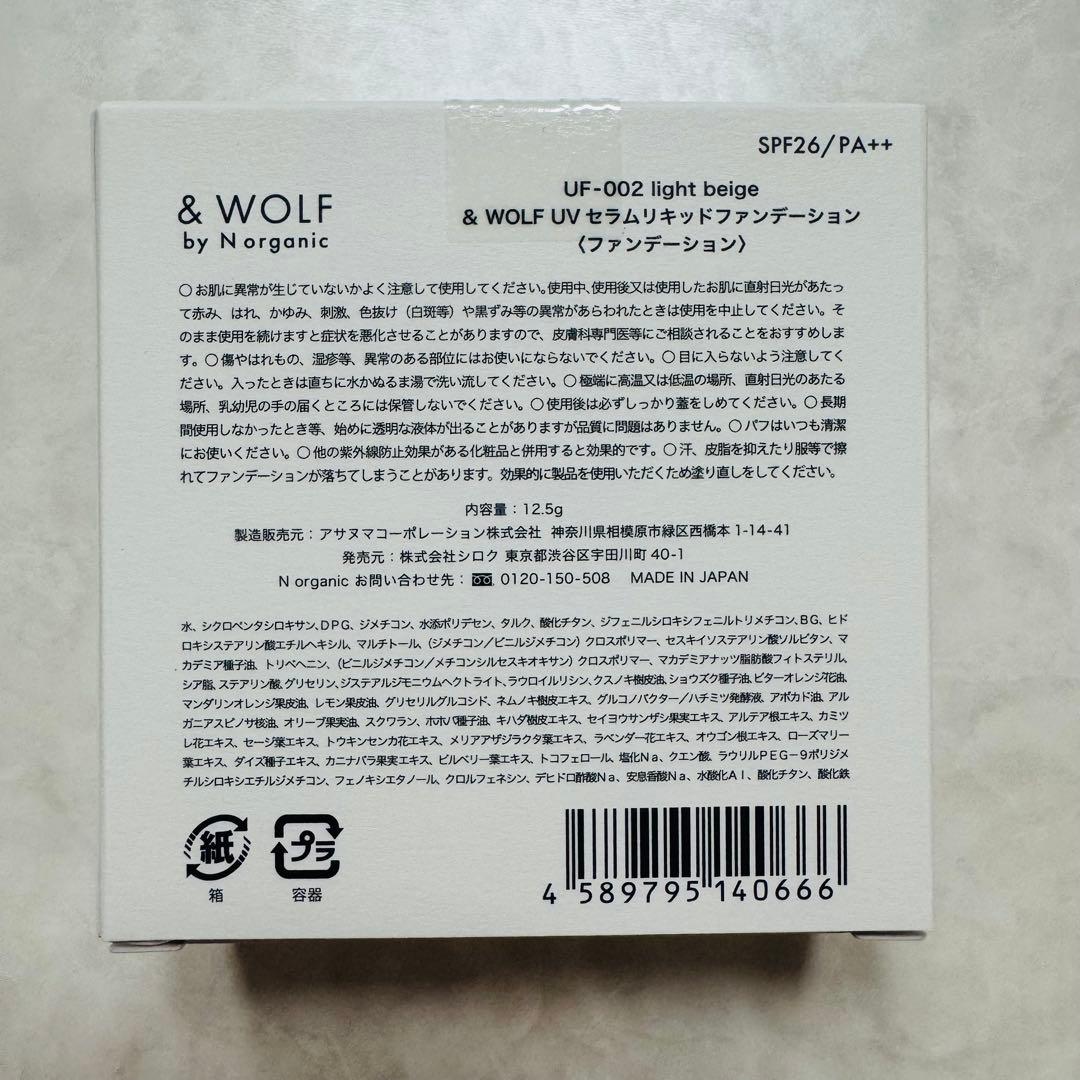 SPF26/PA++
& WOLF
by N organic
UF-002 light beige
& WOLF UV セラムリキッドファンデーション
〈ファンデーション〉
○お肌に異常が生じていないかよく注意して使用してください。使用中、使用後又は使用したお肌に直射日光があたっ
て赤み、はれ、かゆみ、刺激、色抜け（白斑等）や黒ずみ等の異常があらわれたときは使用を中止してください。そ
のまま使用を続けますと症状を悪化させることがありますので、皮膚科専門医等にご相談されることをおすすめしま
す。○傷やはれもの、湿疹等、異常のある部位にはお使いにならないでください。○目に入らないよう注意してく
ださい。入ったときは直ちに水かぬるま湯で洗い流してください。○極端に高温又は低温の場所、直射日光のあたる
場所、乳幼児の手の届くところには保管しないでください。○使用後は必ずしっかり蓋をしめてください。○長期
間使用しなかったとき等、始めに透明な液体が出ることがありますが品質に問題はありません。○パフはいつも清潔
にお使いください。○他の紫外線防止効果がある化粧品と併用すると効果的です。○汗、皮脂を抑えたり服等で擦
れてファンデーションが落ちてしまうことがあります。効果的に製品を使用いただくため塗り直しをしてください。
内容量：12.5g
製造販売元：アサヌマコーポレーション株式会社 神奈川県相模原市緑区西橋本 1-14-41
発売元：株式会社シロク 東京都渋谷区宇田川町 40-1
N organic お問い合わせ先： 0120-150-508 MADE IN JAPAN
水、シクロペンタシロキサン、DPG、ジメチコン、水添ポリデセン、タルク、酸化チタン、ジフェニルシロキシフェニルトリメチコン、BG、ヒド
ロキシステアリン酸エチルヘキシル、マルチトール、（ジメチコン／ビニルジメチコン）クロスポリマー、セスキイソステアリン酸ソルビタン、マ
カデミア種子油、トリベヘニン、（ビニルジメチコン／メチコンシルセスキオキサン）クロスポリマー、マカデミアナッツ脂肪酸フィトステリル、
シア脂、ステアリン酸、グリセリン、ジステアルジモニウムヘクトライト、ラウロイルリシン、クスノキ樹皮油、ショウズク種子油、ビターオレンジ花油、
マンダリンオレンジ果皮油、レモン果皮油、グリセリルグルコシド、ネムノキ樹皮エキス、グルコノバクター／ハチミツ発酵液、アボカド油、アル
ガニアスピノサ核油、オリーブ果実油、スクワラン、ホホバ種子油、キハダ樹皮エキス、セイヨウサンザシ果実エキス、アルテア根エキス、カミツ
レ花エキス、セージ葉エキス、トウキンセンカ花エキス、メリアアザジラクタ葉エキス、ラベンダー花エキス、オウゴン根エキス、ローズマリー
葉エキス、ダイズ種子エキス、カニナバラ果実エキス、ビルベリー葉エキス、トコフェロール、塩化Na、クエン酸、ラウリルPEG－9ポリジメ
チルシロキシエチルジメチコン、フェノキシエタノール、クロルフェネシン、デヒドロ酢酸Na、安息香酸Na、水酸化Al、酸化チタン、酸化鉄
紙
箱
プラ
容器
4 589795 140666